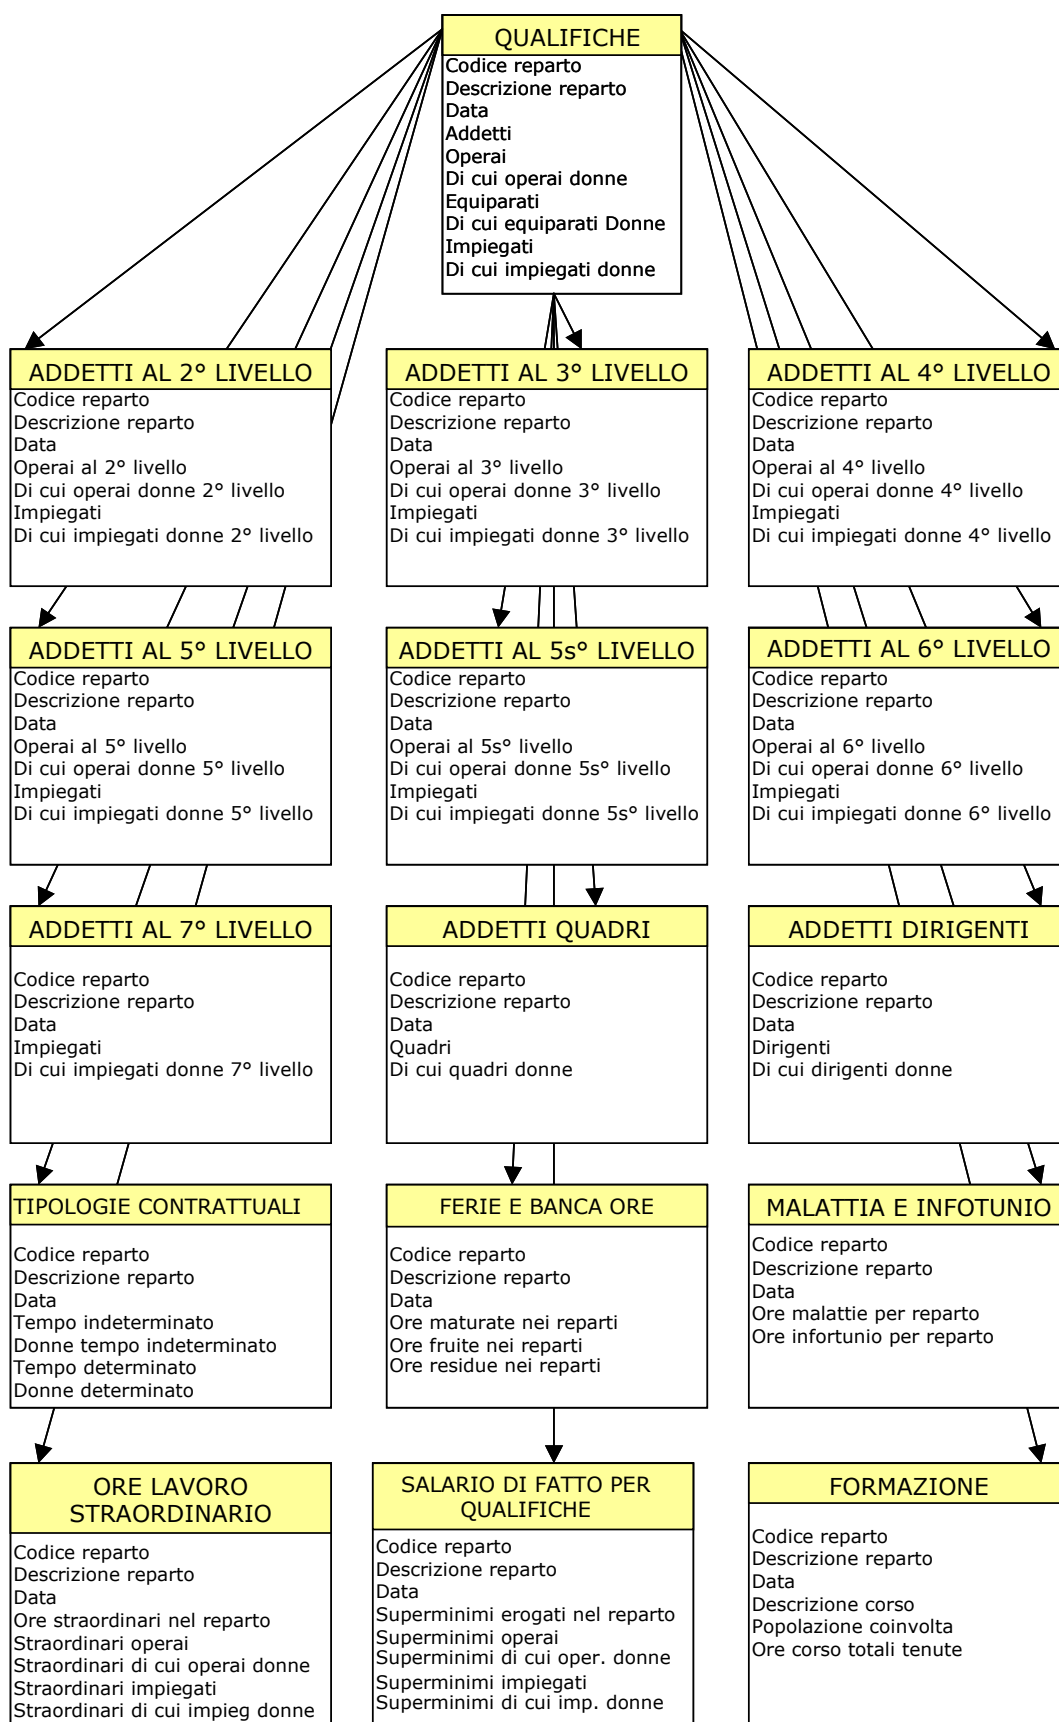 QUALIFICHE
Codice reparto
Descrizione reparto
Data
Addetti
Operai
Di cui operai donne
Equiparati
Di cui equiparati Donne
Impiegati
Di cui impiegati donne
ADDETTI AL 2° LIVELLO
Codice reparto
Descrizione reparto
Data
Operai al 2° livello
Di cui operai donne 2° livello
Impiegati
Di cui impiegati donne 2° livello
ADDETTI AL 3° LIVELLO
Codice reparto
Descrizione reparto
Data
Operai al 3° livello
Di cui operai donne 3° livello
Impiegati
Di cui impiegati donne 3° livello
ADDETTI AL 4° LIVELLO
Codice reparto
Descrizione reparto
Data
Operai al 4° livello
Di cui operai donne 4° livello
Impiegati
Di cui impiegati donne 4° livello
ADDETTI AL 5° LIVELLO
Codice reparto
Descrizione reparto
Data
Operai al 5° livello
Di cui operai donne 5° livello
Impiegati
Di cui impiegati donne 5° livello
ADDETTI AL 5s° LIVELLO
Codice reparto
Descrizione reparto
Data
Operai al 5s° livello
Di cui operai donne 5s° livello
Impiegati
Di cui impiegati donne 5s° livello
ADDETTI AL 6° LIVELLO
Codice reparto
Descrizione reparto
Data
Operai al 6° livello
Di cui operai donne 6° livello
Impiegati
Di cui impiegati donne 6° livello
ADDETTI AL 7° LIVELLO
Codice reparto
Descrizione reparto
Data
Impiegati
Di cui impiegati donne 7° livello
ADDETTI QUADRI
Codice reparto
Descrizione reparto
Data
Quadri
Di cui quadri donne
ADDETTI DIRIGENTI
Codice reparto
Descrizione reparto
Data
Dirigenti
Di cui dirigenti donne
TIPOLOGIE CONTRATTUALI
Codice reparto
Descrizione reparto
Data
Tempo indeterminato
Donne tempo indeterminato
Tempo determinato
Donne determinato
FERIE E BANCA ORE
Codice reparto
Descrizione reparto
Data
Ore maturate nei reparti
Ore fruite nei reparti
Ore residue nei reparti
MALATTIA E INFOTUNIO
Codice reparto
Descrizione reparto
Data
Ore malattie per reparto
Ore infortunio per reparto
ORE LAVORO
STRAORDINARIO
Codice reparto
Descrizione reparto
Data
Ore straordinari nel reparto
Straordinari operai
Straordinari di cui operai donne
Straordinari impiegati
Straordinari di cui impieg donne
SALARIO DI FATTO PER
QUALIFICHE
Codice reparto
Descrizione reparto
Data
Superminimi erogati nel reparto
Superminimi operai
Superminimi di cui oper. donne
Superminimi impiegati
Superminimi di cui imp. donne
FORMAZIONE
Codice reparto
Descrizione reparto
Data
Descrizione corso
Popolazione coinvolta
Ore corso totali tenute